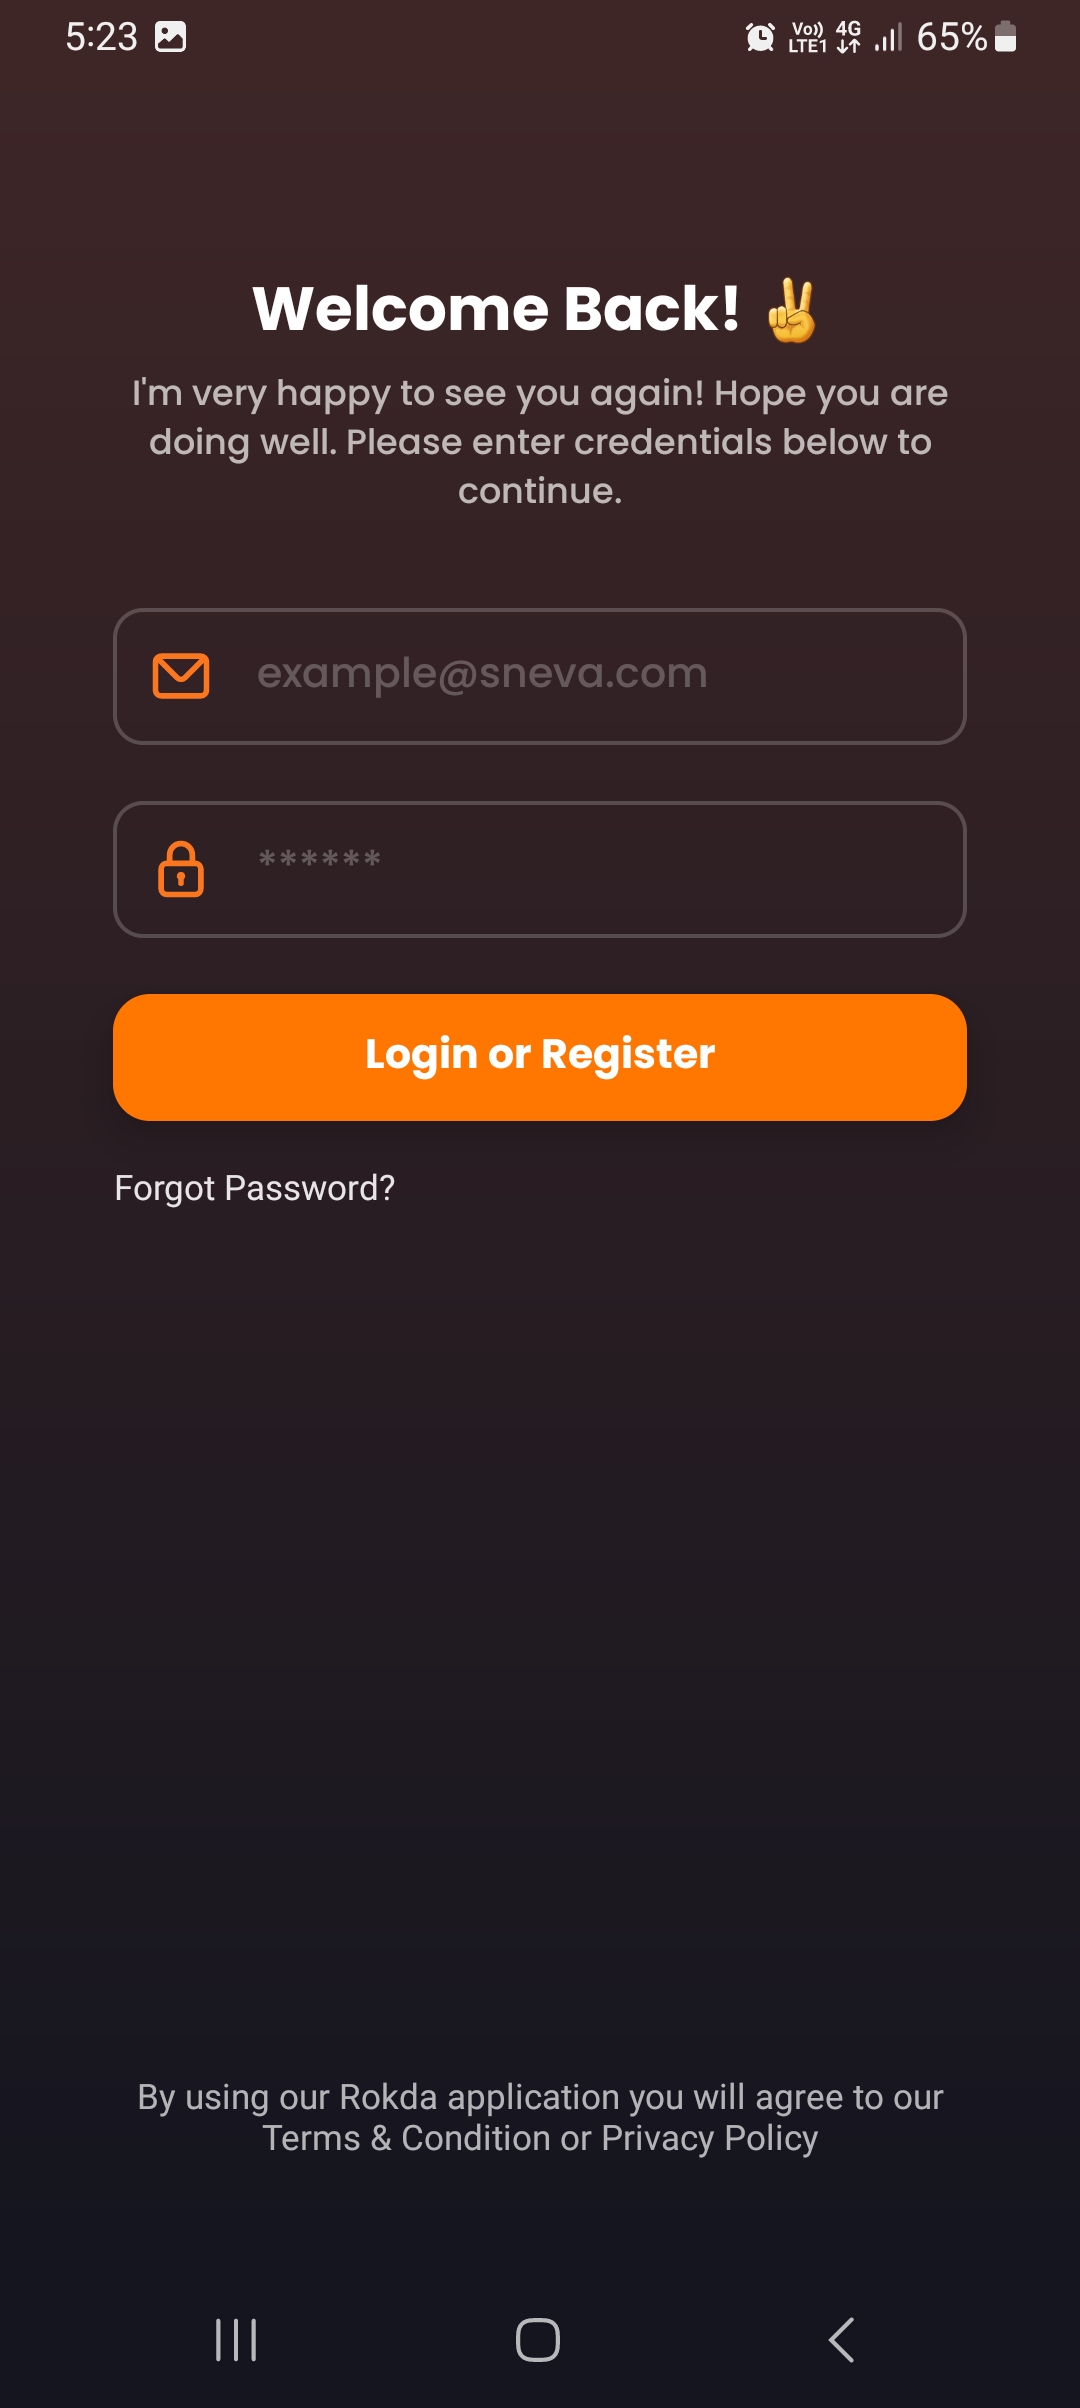 5:23 Vo)) LTE1 4G 65%
Welcome Back! ✌️
I'm very happy to see you again! Hope you are
doing well. Please enter credentials below to
continue.
example@sneva.com
******
Login or Register
Forgot Password?
By using our Rokda application you will agree to our
Terms & Condition or Privacy Policy